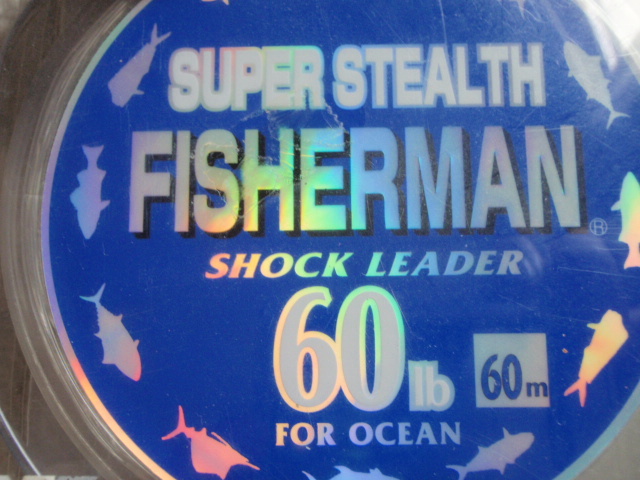 SUPER STEALTH
FISHERMAN®
SHOCK LEADER
60lb
60m
FOR OCEAN